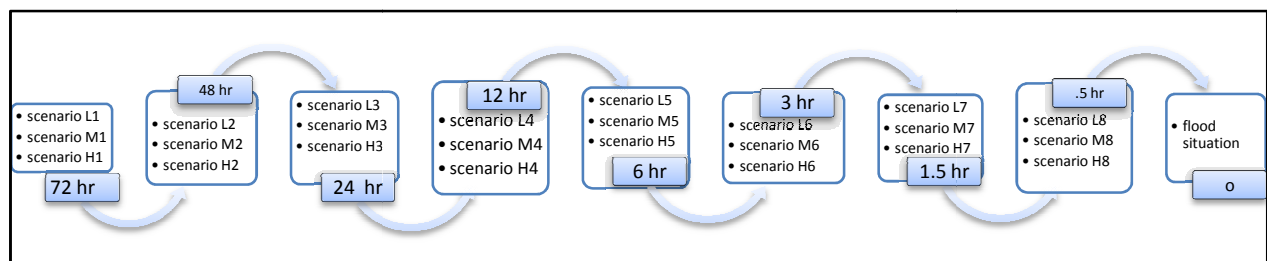 • scenario L1
• scenario M1
• scenario H1
72 hr
48 hr
• scenario L2
• scenario M2
• scenario H2
• scenario L3
• scenario M3
• scenario H3
24 hr
12 hr
• scenario L4
• scenario M4
• scenario H4
• scenario L5
• scenario M5
• scenario H5
6 hr
3 hr
• scenario L6
• scenario M6
• scenario H6
• scenario L7
• scenario M7
• scenario H7
1.5 hr
.5 hr
• scenario L8
• scenario M8
• scenario H8
• flood
situation
o